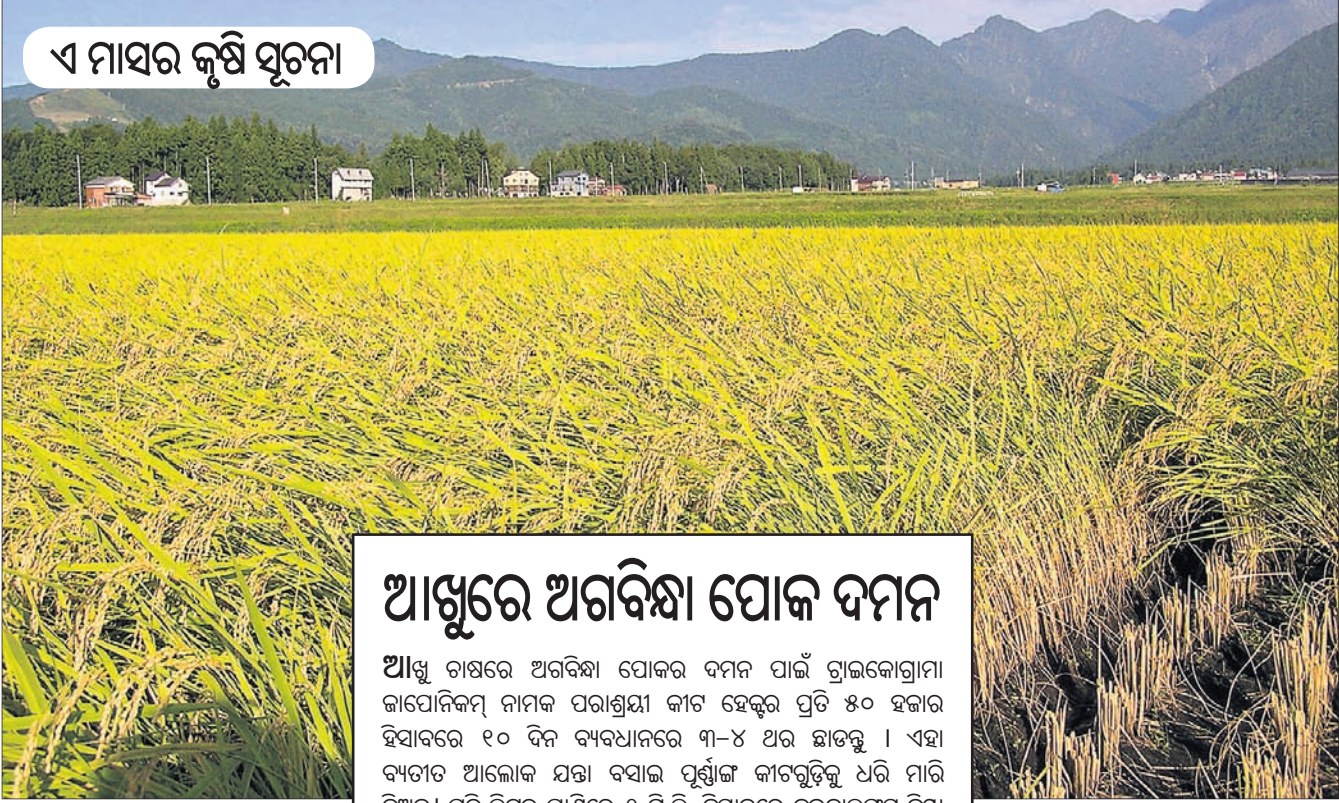 ଏ ମାସର କୃଷି ସୂଚନା
ଆଖୁରେ ଅଗବିନ୍ଧା ପୋକ ଦମନ
ଆଖୁ ଚାଷରେ ଅଗବିନ୍ଧା ପୋକର ଦମନ ପାଇଁ ଟ୍ରାଇକୋଗ୍ରାମା
ଜାପୋନିକମ୍ ନାମକ ପରାଶ୍ରୟୀ କୀଟ ହେକ୍ଟର ପ୍ରତି ୫୦ ହଜାର
ହିସାବରେ ୧୦ ଦିନ ବ୍ୟବଧାନରେ ୩-୪ ଥର ଛାଡନ୍ତୁ । ଏହା
ବ୍ୟତୀତ ଆଲୋକ ଯନ୍ତା ବସାଇ ପୂର୍ଣ୍ଣାଙ୍ଗ କୀଟଗୁଡ଼ିକୁ ଧରି ମାରି